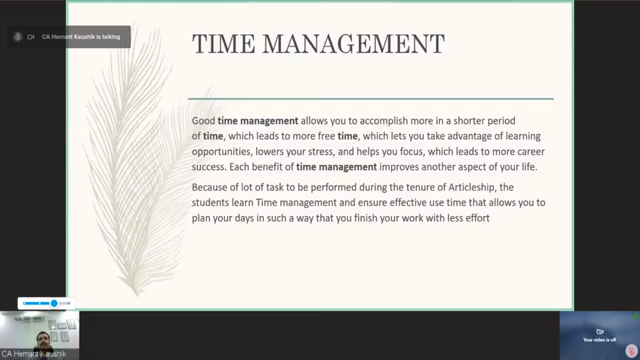 CA Hemant Kaushik is talking
TIME MANAGEMENT
Good time management allows you to accomplish more in a shorter period
of time, which leads to more free time, which lets you take advantage of learning
opportunities, lowers your stress, and helps you focus, which leads to more career
success. Each benefit of time management improves another aspect of your life.
Because of lot of task to be performed during the tenure of Articleship, the
students learn Time management and ensure effective use time that allows you to
plan your days in such a way that you finish your work with less effort
CA Hemant Kaushik
Your video is off